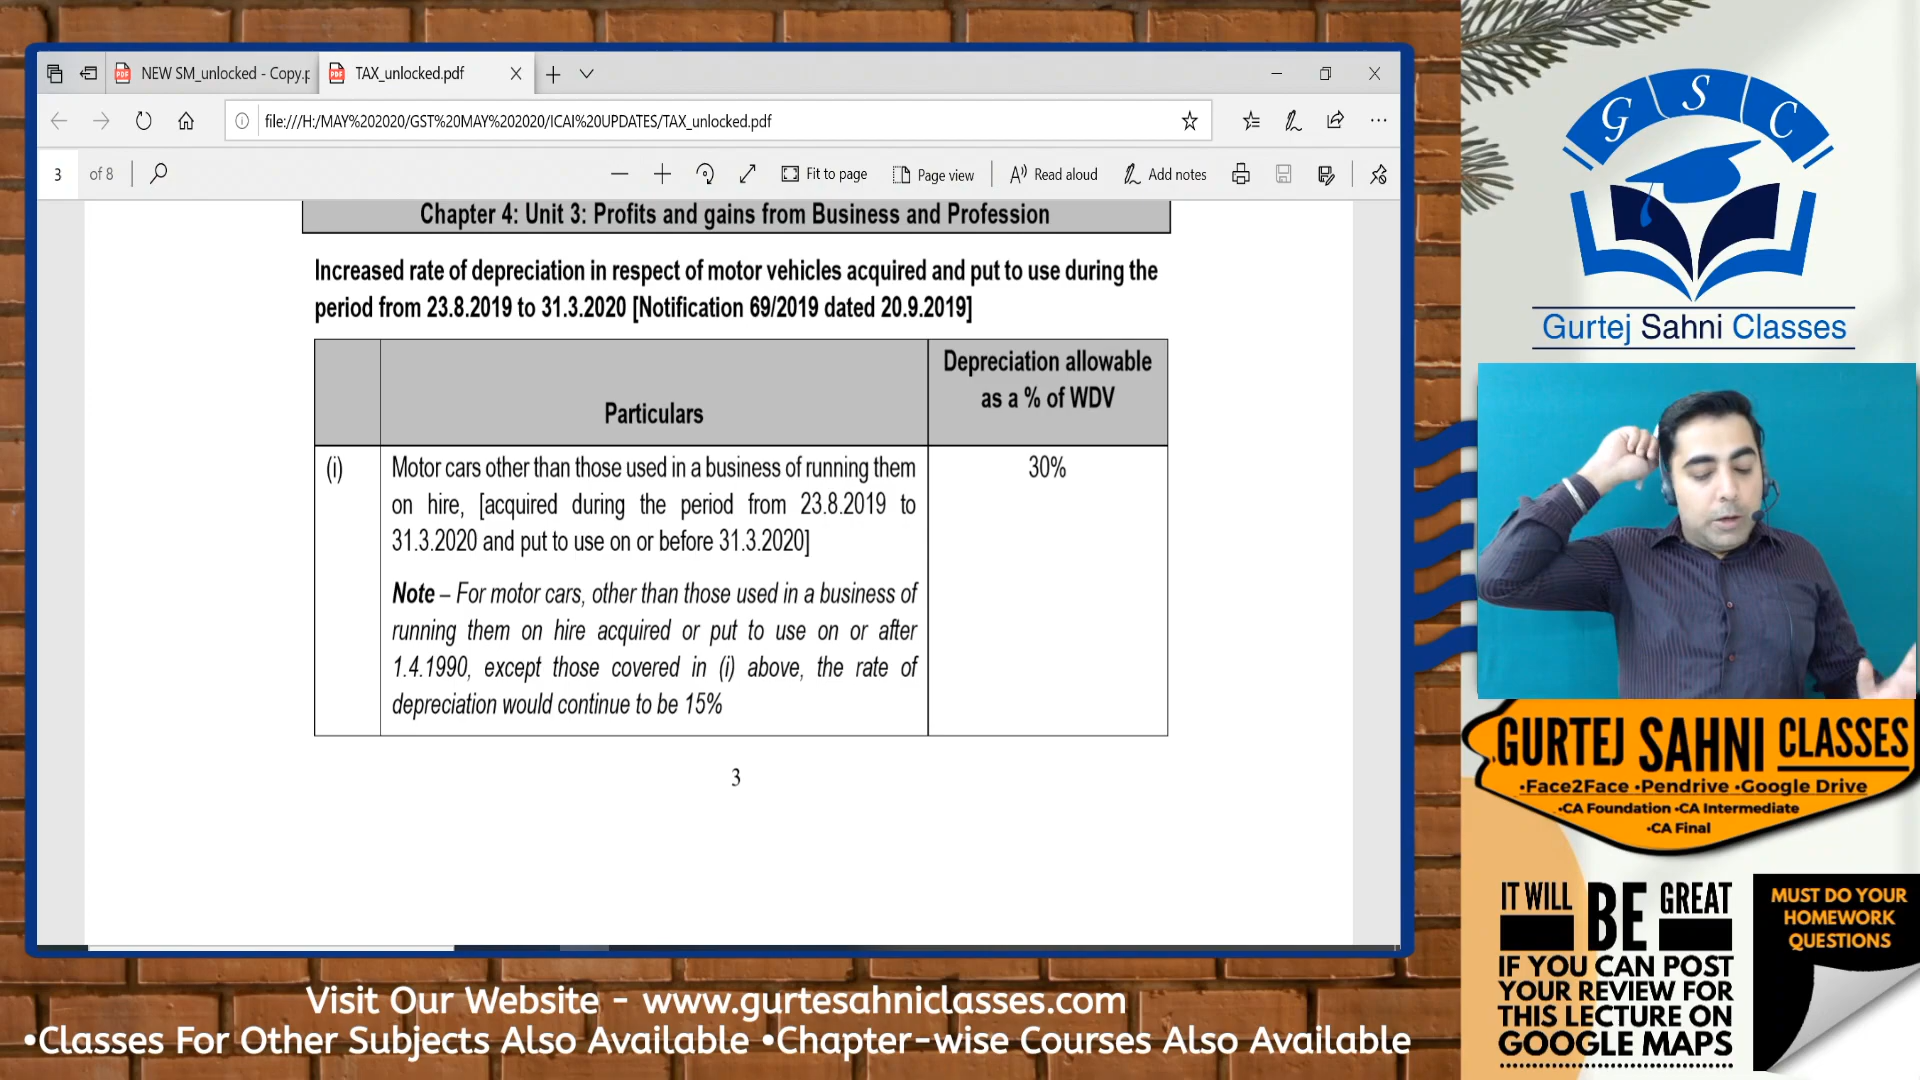 NEW SM_unlocked - Copy.p
TAX_unlocked.pdf
file:///H:/MAY%202020/GST%20MAY%202020/ICAI%20UPDATES/TAX_unlocked.pdf
3 of 8
Fit to page
Page view
Read aloud
Add notes
Chapter 4: Unit 3: Profits and gains from Business and Profession
Increased rate of depreciation in respect of motor vehicles acquired and put to use during the
period from 23.8.2019 to 31.3.2020 [Notification 69/2019 dated 20.9.2019]
Particulars
Depreciation allowable
as a % of WDV
(i)
Motor cars other than those used in a business of running them
on hire, [acquired during the period from 23.8.2019 to
31.3.2020 and put to use on or before 31.3.2020]
Note – For motor cars, other than those used in a business of
running them on hire acquired or put to use on or after
1.4.1990, except those covered in (i) above, the rate of
depreciation would continue to be 15%
30%
3
G S C
Gurtej Sahni Classes
GURTEJ SAHNI CLASSES
•Face2Face •Pendrive •Google Drive
•CA Foundation •CA Intermediate
•CA Final
IT WILL BE GREAT
IF YOU CAN POST
YOUR REVIEW FOR
THIS LECTURE ON
GOOGLE MAPS
MUST DO YOUR
HOMEWORK
QUESTIONS
Visit Our Website - www.gurtesahniclasses.com
•Classes For Other Subjects Also Available •Chapter-wise Courses Also Available